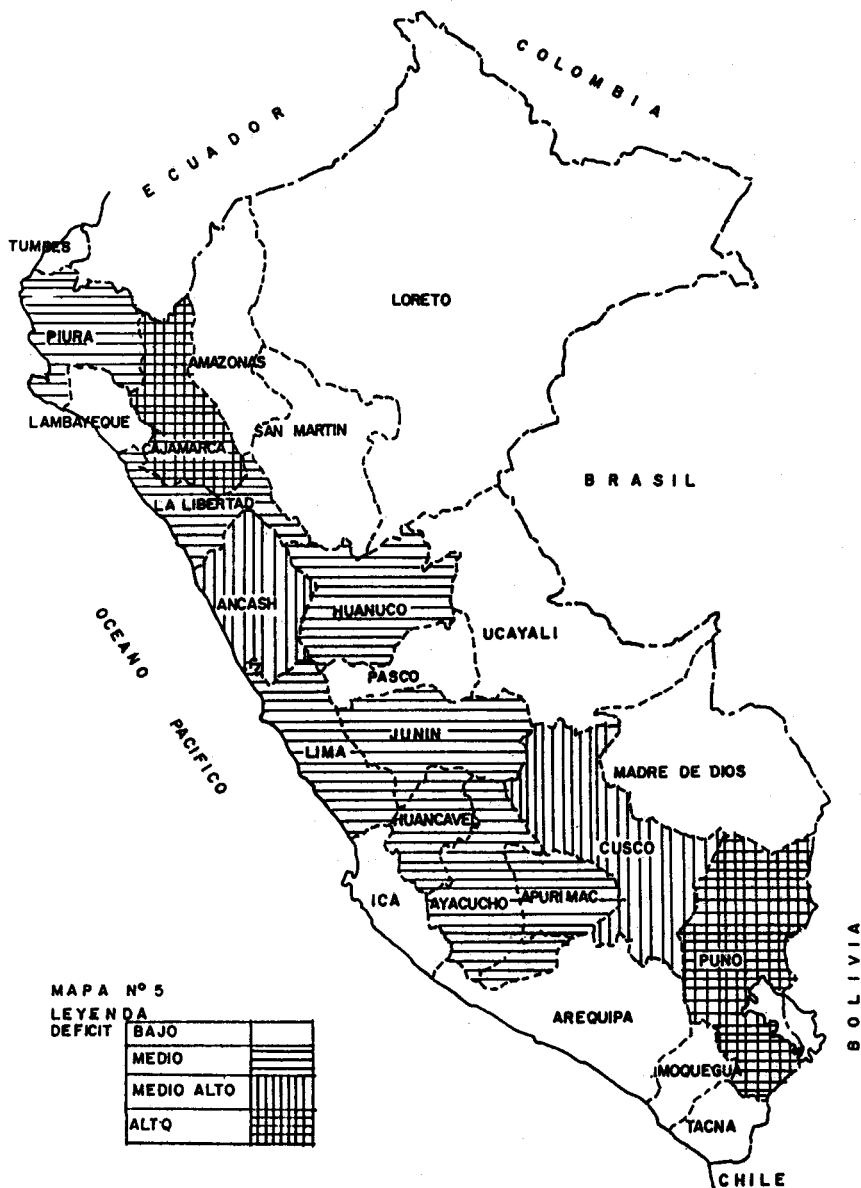 COLOMBIA
ECUADOR
TUMBES
LORETO
PIURA
AMAZONAS
LAMBAYEQUE
CAJAMARCA
SAN MARTIN
BRASIL
LA LIBERTAD
ANCASH
HUANUCO
UCAYALI
OCEANO
PACIFICO
PASCO
JUNIN
LIMA
MADRE DE DIOS
HUANCAVE
CUSCO
ICA
AYACUCHO
APURIMAC
PUNO
BOLIVIA
AREQUIPA
MOQUEGUA
TACNA
CHILE
MAPA Nº 5
LEYENDA
DEFICIT BAJO
MEDIO
MEDIO ALTO
ALTO